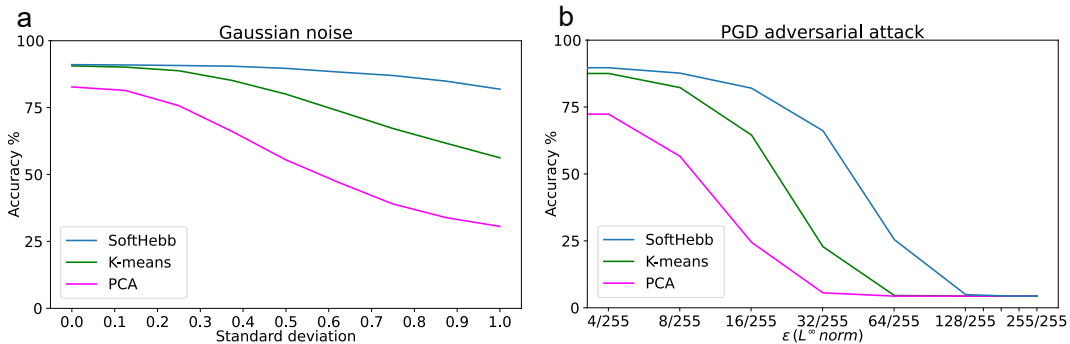 a
Gaussian noise
Accuracy %
100
75
50
25
0
SoftHebb
K-means
PCA
0.0 0.1 0.2 0.3 0.4 0.5 0.6 0.7 0.8 0.9 1.0
Standard deviation
b
PGD adversarial attack
Accuracy %
100
75
50
25
0
SoftHebb
K-means
PCA
4/255 8/255 16/255 32/255 64/255 128/255 255/255
ε (L∞ norm)